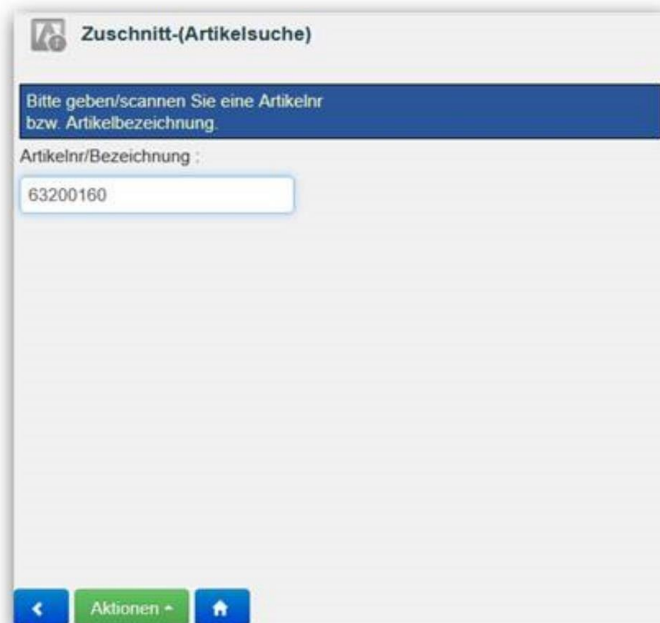 Zuschnitt-(Artikelsuche)
Bitte geben/scannen Sie eine Artikelnr
bzw. Artikelbezeichnung.
Artikelnr/Bezeichnung :
63200160
Aktionen